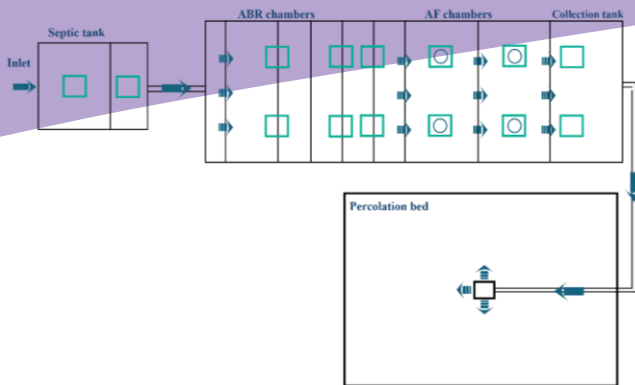 ABR chambers
AF chambers
Collection tank
Septic tank
Inlet
Percolation bed